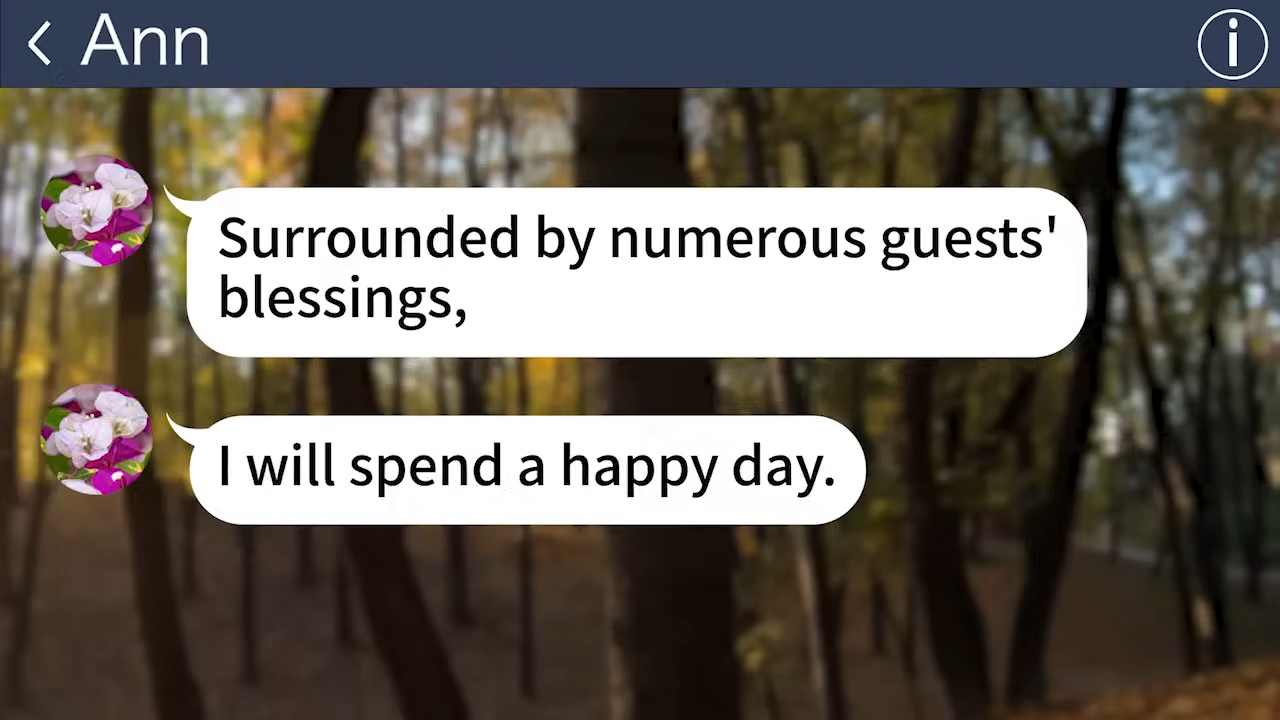 Ann
Surrounded by numerous guests'
blessings,
I will spend a happy day.